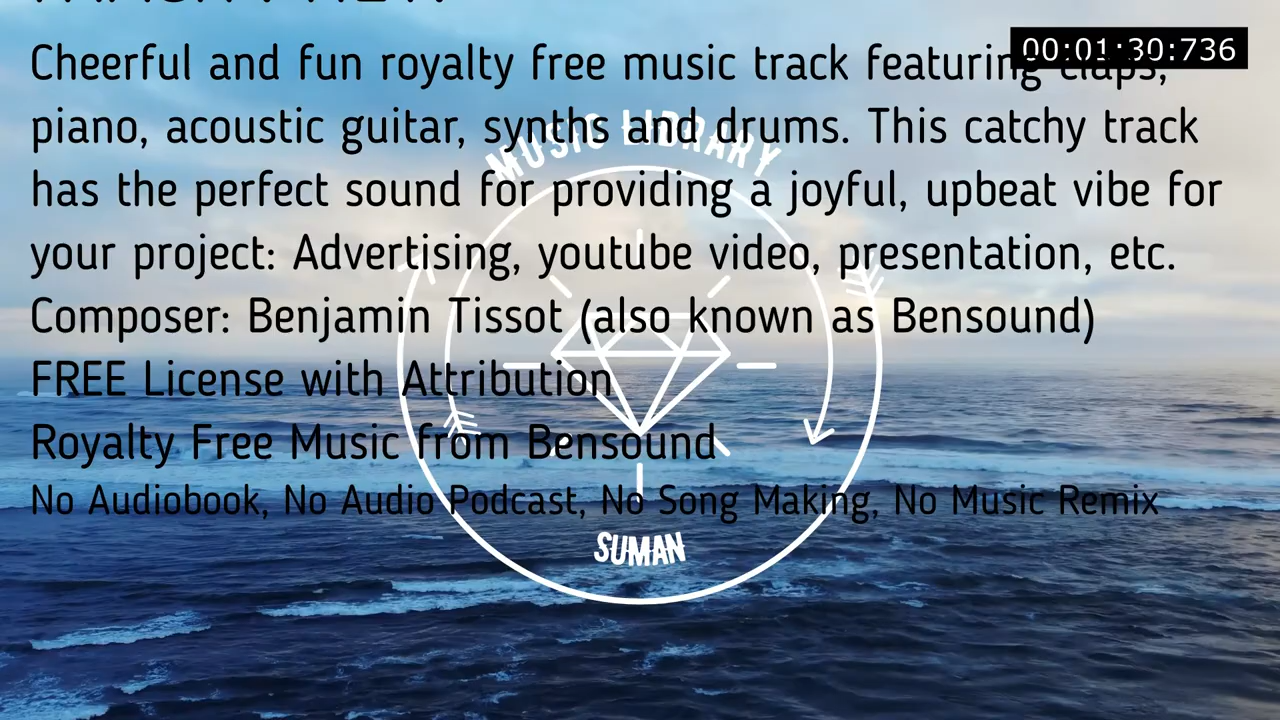 00:01:30:736
Cheerful and fun royalty free music track featuring claps,
piano, acoustic guitar, synths and drums. This catchy track
has the perfect sound for providing a joyful, upbeat vibe for
your project: Advertising, youtube video, presentation, etc.
Composer: Benjamin Tissot (also known as Bensound)
FREE License with Attribution
Royalty Free Music from Bensound
No Audiobook, No Audio Podcast, No Song Making, No Music Remix
MUSIC LIBRARY
SUMAN